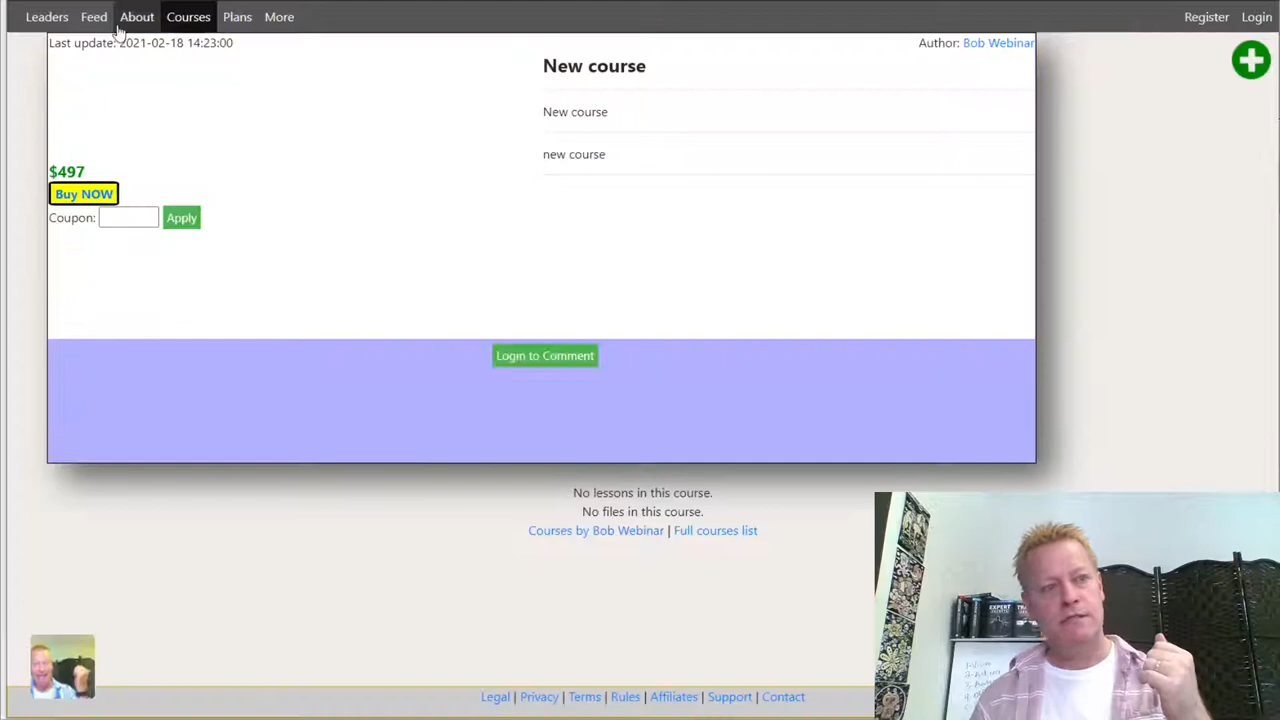 Leaders Feed About Courses Plans More Register Login
Last update: 2021-02-18 14:23:00 Author: Bob Webinar
New course
New course
new course
$497
Buy NOW
Coupon: Apply
Login to Comment
No lessons in this course.
No files in this course.
Courses by Bob Webinar | Full courses list
EXPERT
Legal | Privacy | Terms | Rules | Affiliates | Support | Contact